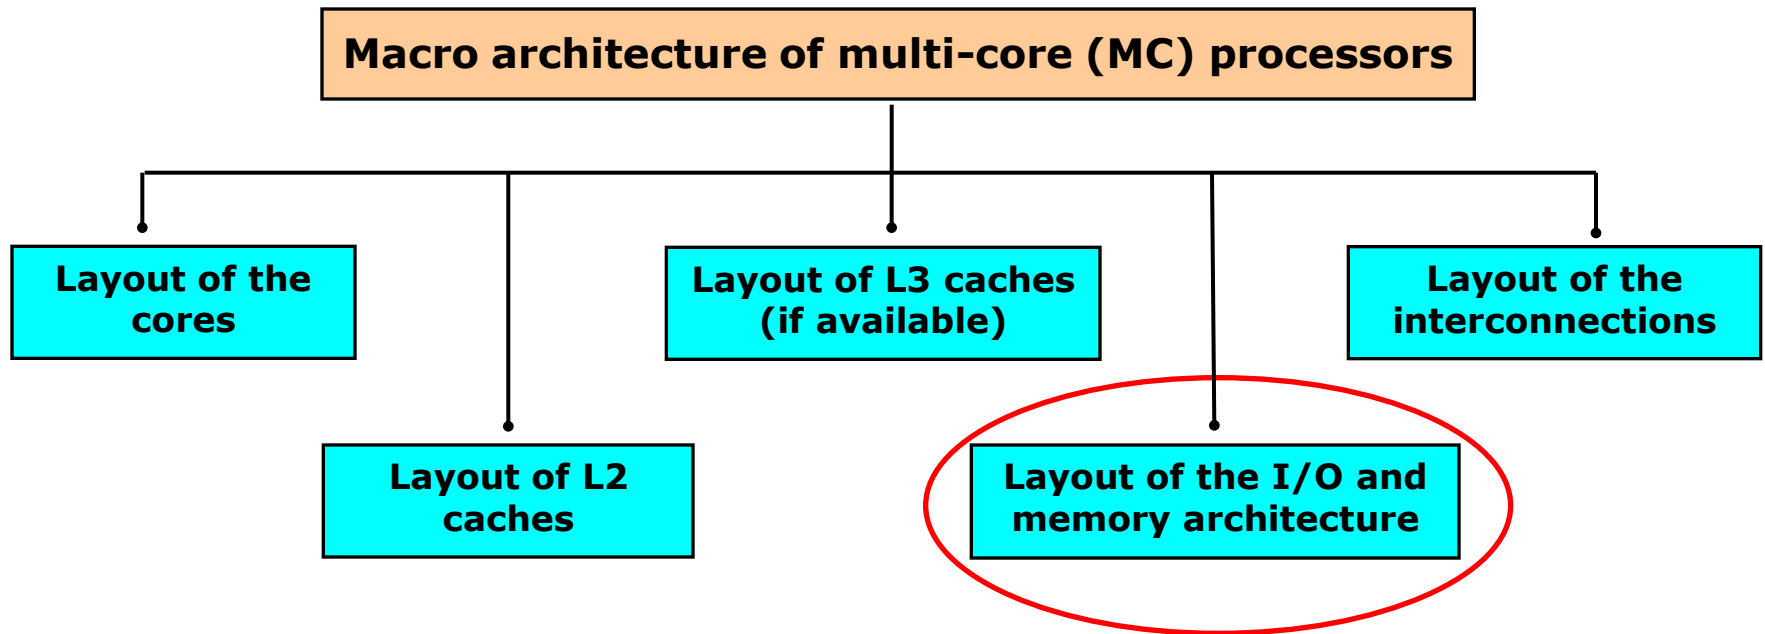 Macro architecture of multi-core (MC) processors
Layout of the
cores
Layout of L3 caches
(if available)
Layout of the
interconnections
Layout of L2
caches
Layout of the I/O and
memory architecture